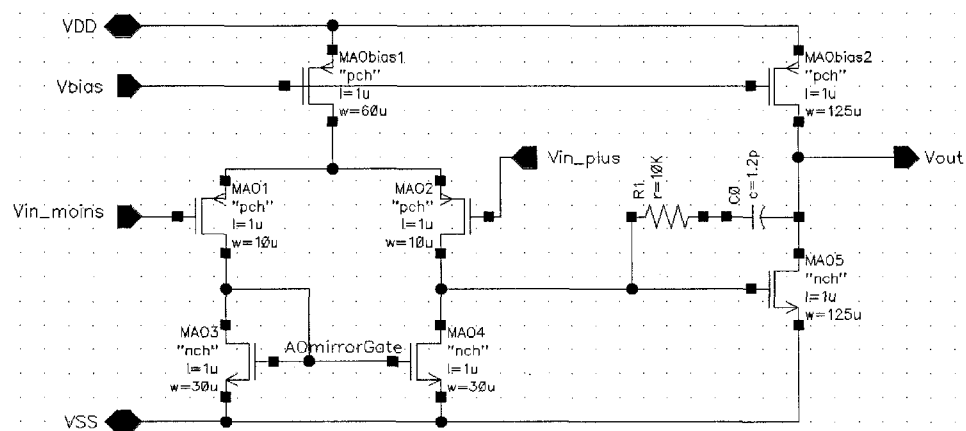 VDD
MAObias1
"pch"
l=1u
w=60u
MAObias2
"pch"
l=1u
w=125u
Vbias
Vin_plus
Vout
R1
r=10K
C0
c=1.2p
MAO1
"pch"
l=1u
w=10u
MAO2
"pch"
l=1u
w=10u
Vin_moins
MAO5
"nch"
l=1u
w=125u
MAO3
"nch"
l=1u
w=30u
AOmirrorGate
MAO4
"nch"
l=1u
w=30u
VSS